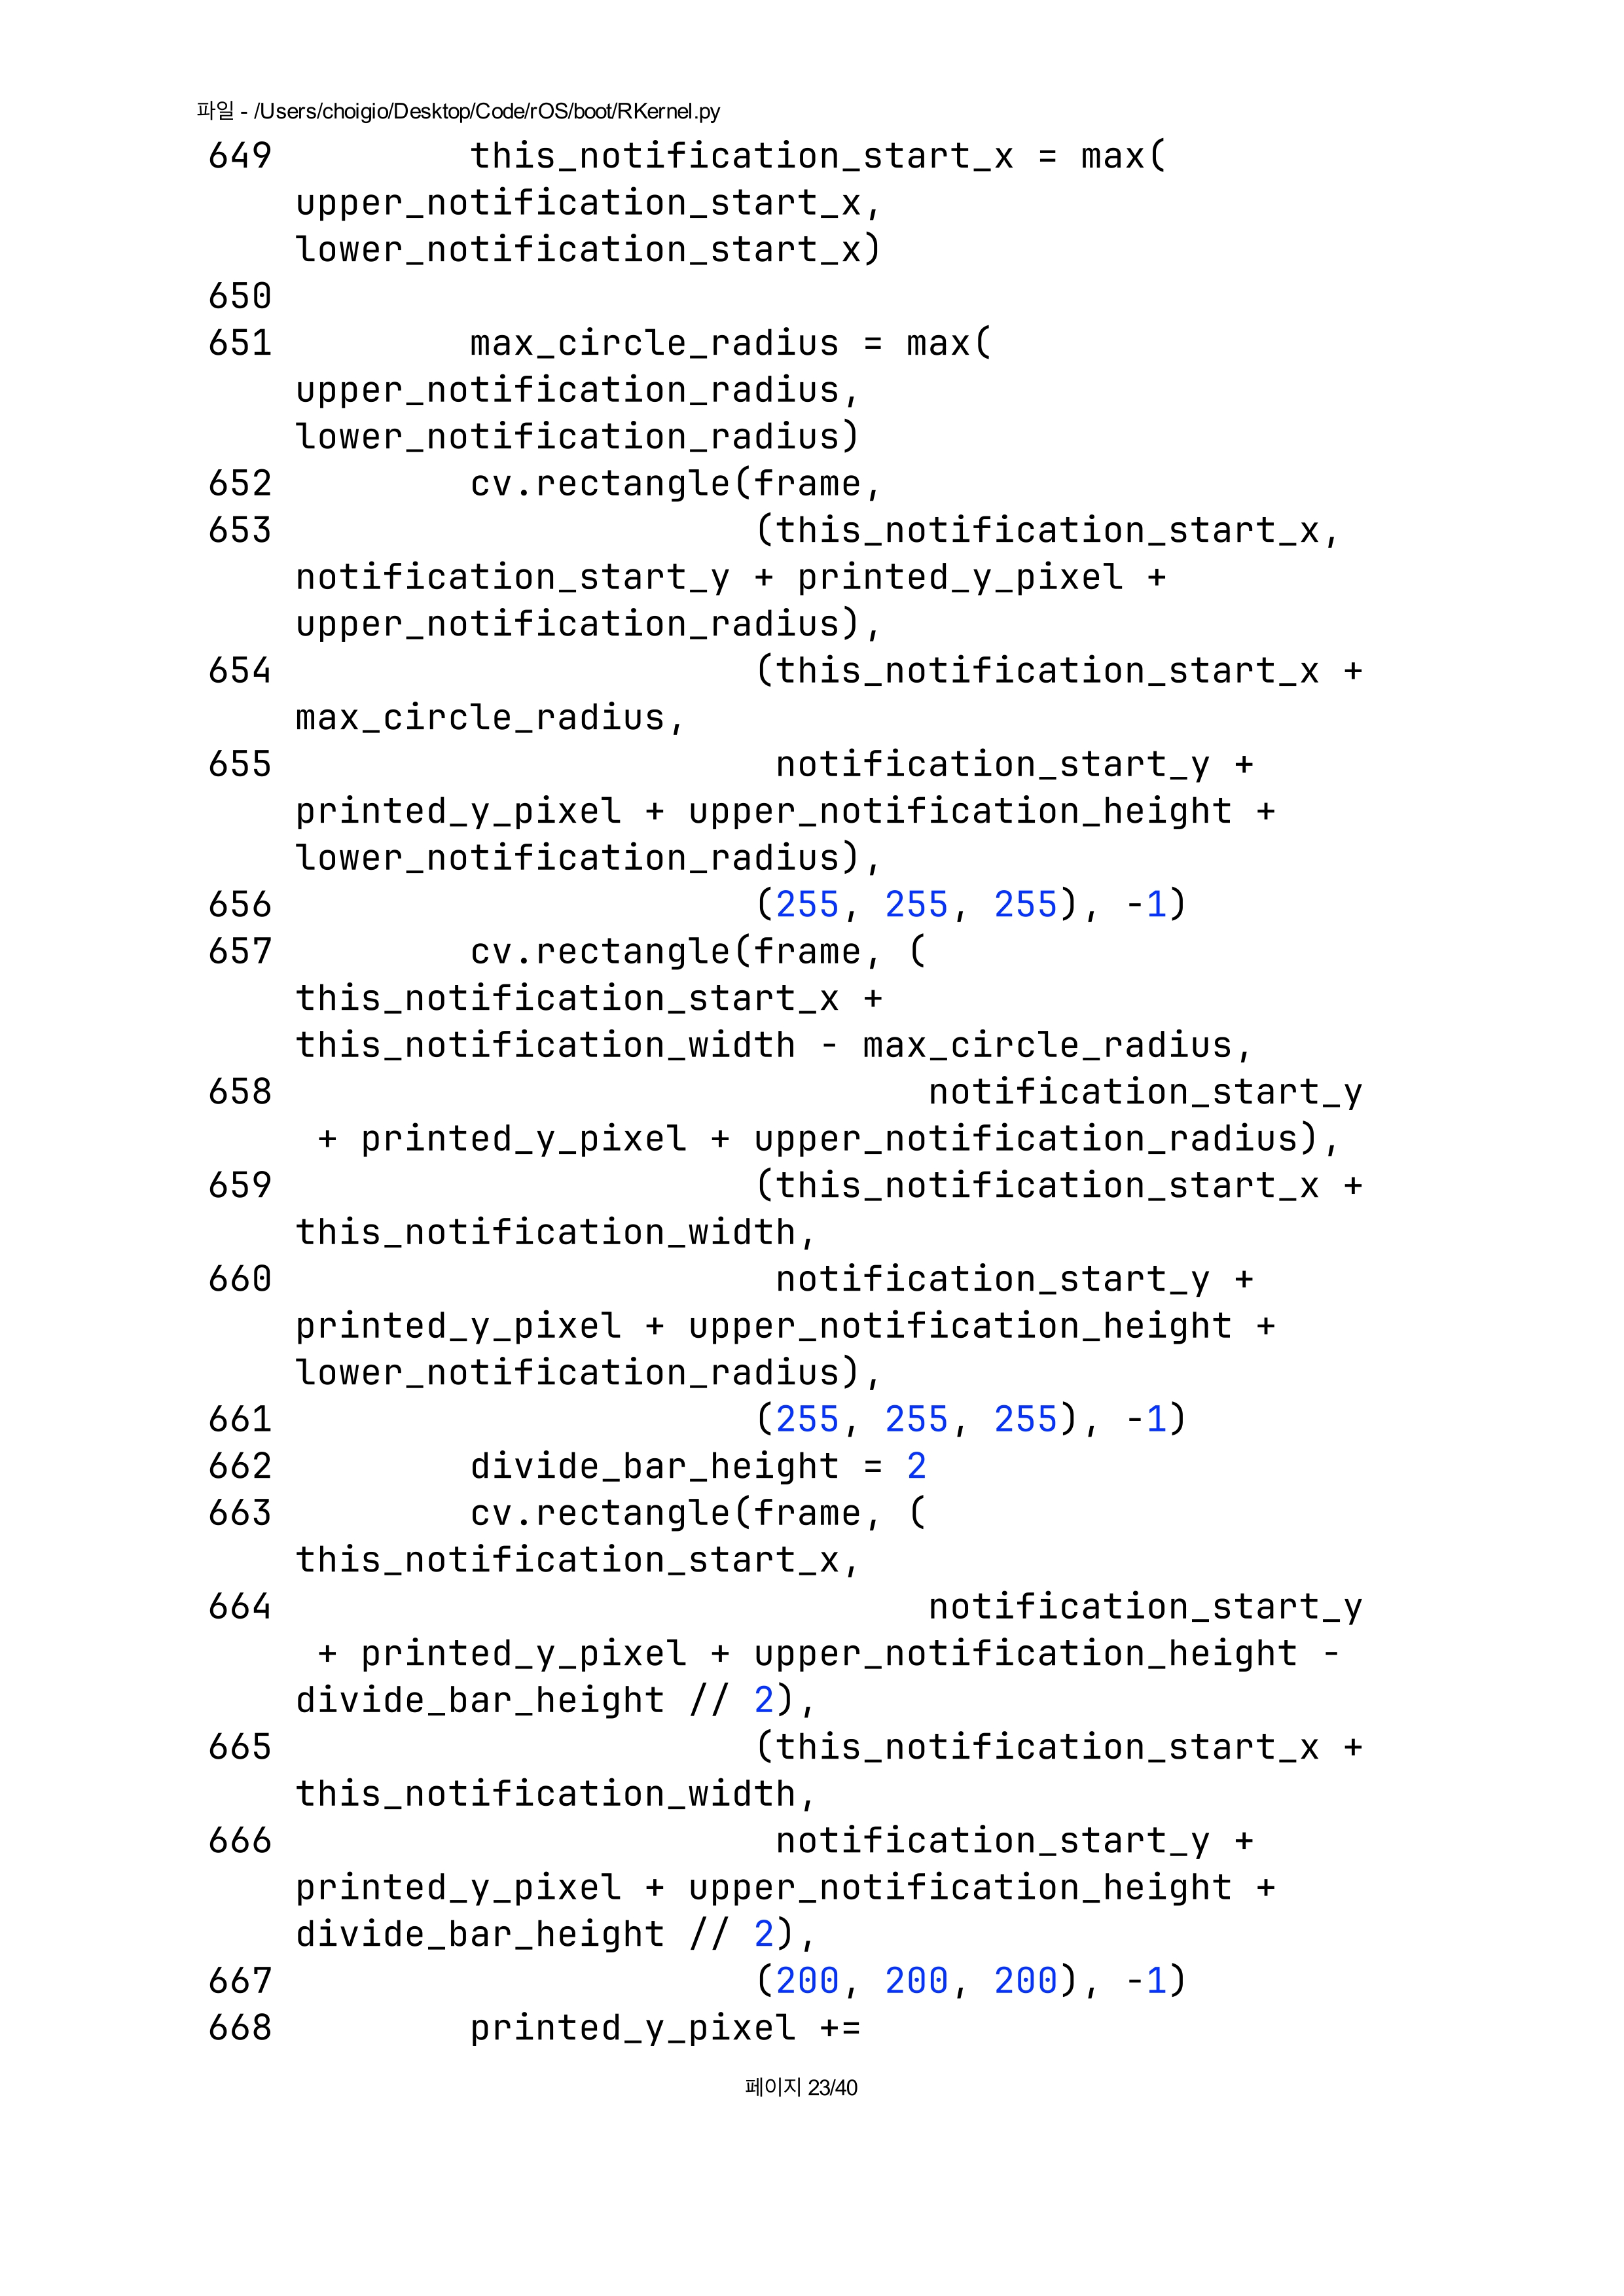 파일 - /Users/choigio/Desktop/Code/rOS/boot/RKernel.py
649         this_notification_start_x = max(
    upper_notification_start_x,
    lower_notification_start_x)
650
651         max_circle_radius = max(
    upper_notification_radius,
    lower_notification_radius)
652         cv.rectangle(frame,
653                      (this_notification_start_x,
    notification_start_y + printed_y_pixel +
    upper_notification_radius),
654                      (this_notification_start_x +
    max_circle_radius,
655                       notification_start_y +
    printed_y_pixel + upper_notification_height +
    lower_notification_radius),
656                      (255, 255, 255), -1)
657         cv.rectangle(frame, (
    this_notification_start_x +
    this_notification_width - max_circle_radius,
658                              notification_start_y
     + printed_y_pixel + upper_notification_radius),
659                      (this_notification_start_x +
    this_notification_width,
660                       notification_start_y +
    printed_y_pixel + upper_notification_height +
    lower_notification_radius),
661                      (255, 255, 255), -1)
662         divide_bar_height = 2
663         cv.rectangle(frame, (
    this_notification_start_x,
664                              notification_start_y
     + printed_y_pixel + upper_notification_height -
    divide_bar_height // 2),
665                      (this_notification_start_x +
    this_notification_width,
666                       notification_start_y +
    printed_y_pixel + upper_notification_height +
    divide_bar_height // 2),
667                      (200, 200, 200), -1)
668         printed_y_pixel +=
페이지 23/40